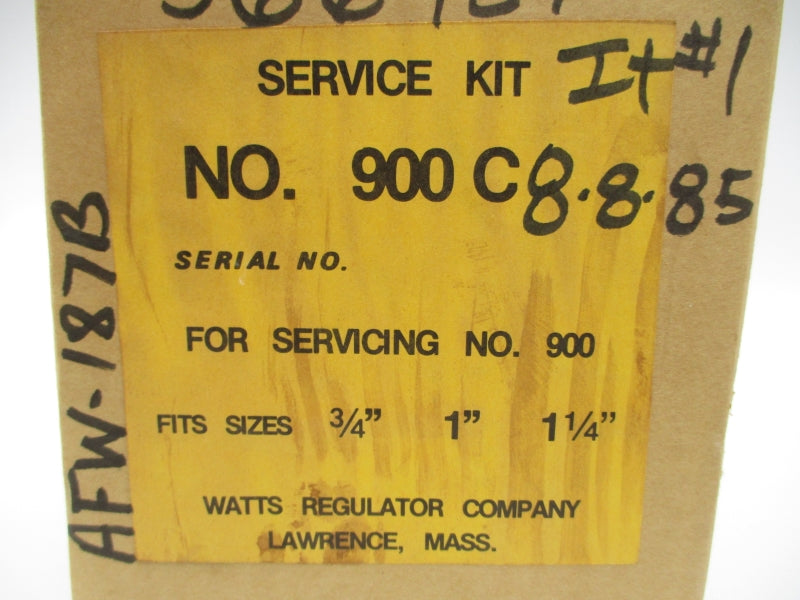 SERVICE KIT It #1
NO. 900 C 8.8.85
SERIAL NO.
FOR SERVICING NO. 900
FITS SIZES 3/4" 1" 1 1/4"
WATTS REGULATOR COMPANY
LAWRENCE, MASS.
AFW-187B